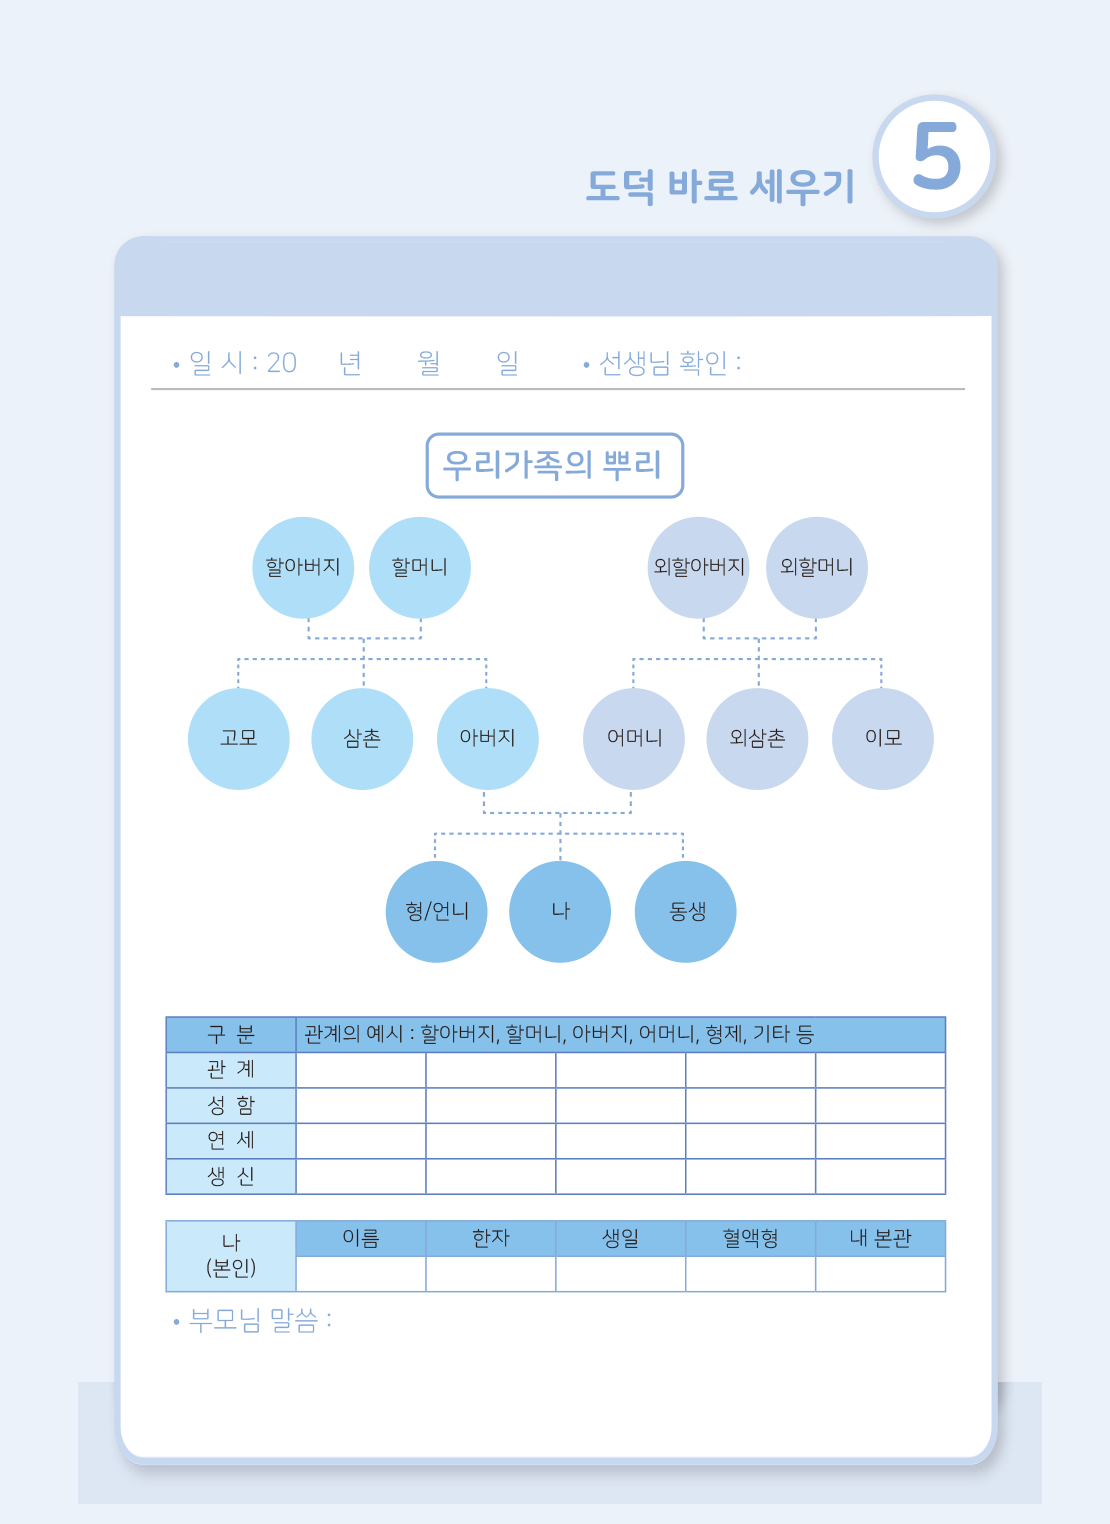 도덕 바로 세우기 5
• 일 시 : 20 년 월 일 • 선생님 확인 :
우리가족의 뿌리
할아버지 할머니 외할아버지 외할머니
고모 삼촌 아버지 어머니 외삼촌 이모
형/언니 나 동생
구 분 관계의 예시 : 할아버지, 할머니, 아버지, 어머니, 형제, 기타 등
관 계
성 함
연 세
생 신
나 이름 한자 생일 혈액형 내 본관
(본인)
• 부모님 말씀 :